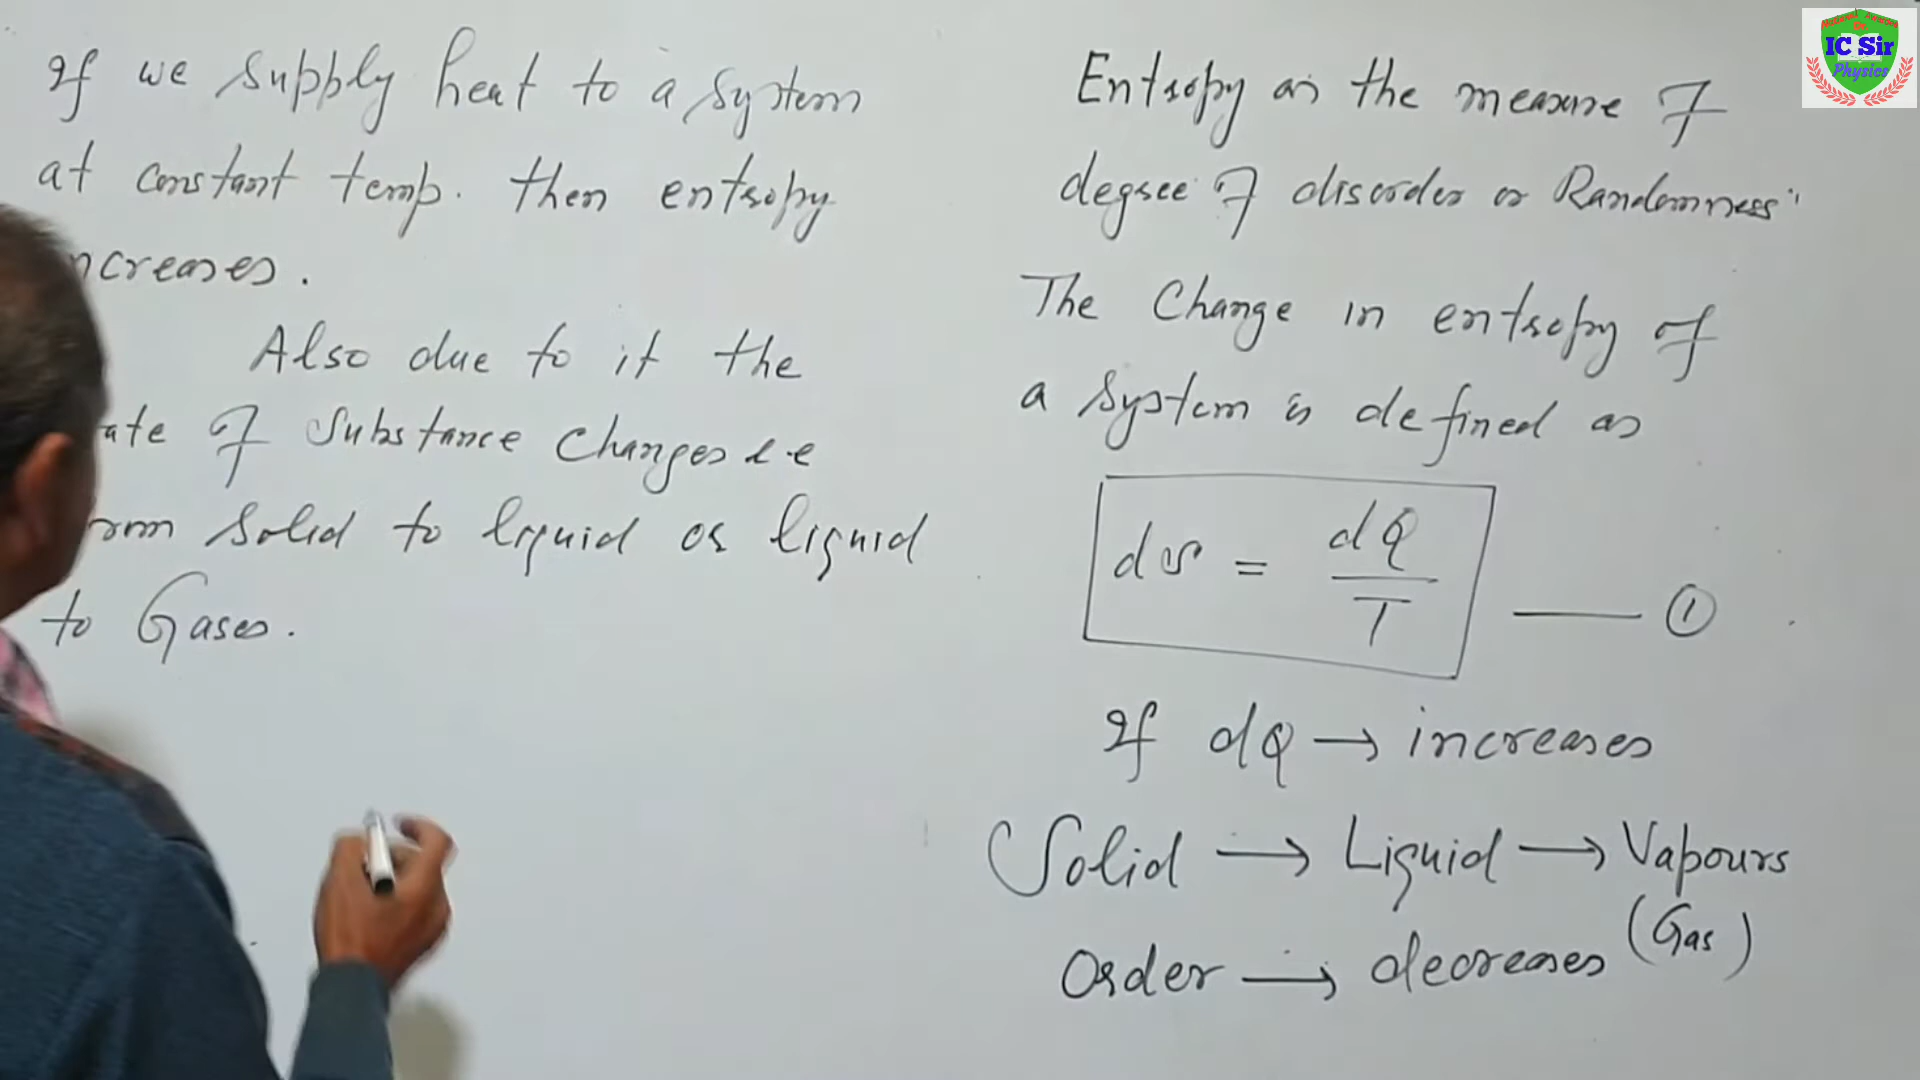 If we supply heat to a system
at constant temp. then entropy
ncreases.
Also due to it the
ate of Substance Changes i.e
rom Solid to liquid or liquid
to Gases.
Entropy as the measure of
degree of disorder or Randomness"
The Change in entropy of
a system is defined as
dS = dQ/T —— ①
If dQ → increases
Solid → Liquid → Vapours
(Gas)
Order → decreases
IC Sir
Physics